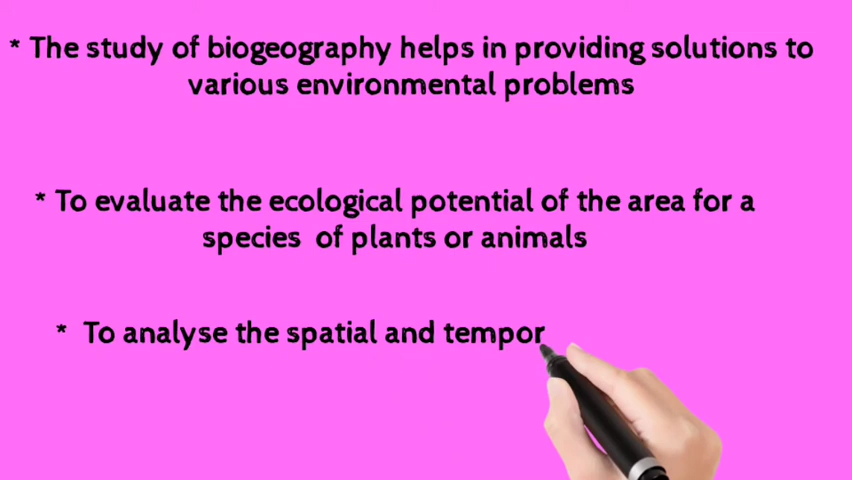 * The study of biogeography helps in providing solutions to
various environmental problems
* To evaluate the ecological potential of the area for a
species of plants or animals
* To analyse the spatial and tempor